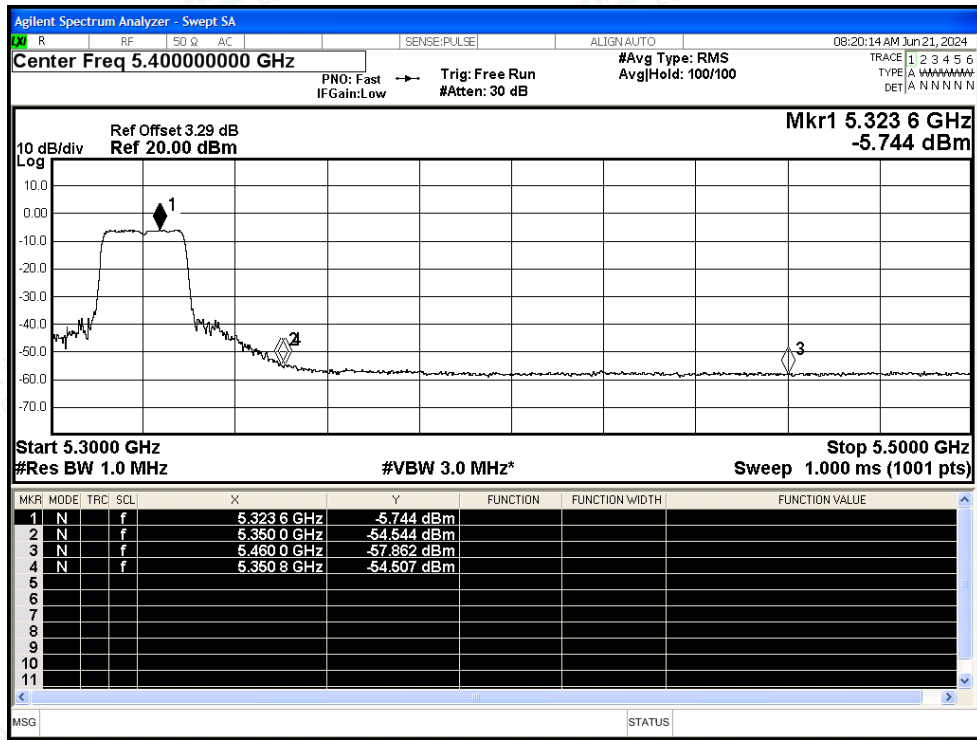 Agilent Spectrum Analyzer - Swept SA
LXI R RF 50 Ω AC SENSE:PULSE ALIGN AUTO 08:20:14 AM Jun 21, 2024
Center Freq 5.400000000 GHz
PNO: Fast Trig: Free Run #Avg Type: RMS TRACE 1 2 3 4 5 6
IFGain:Low #Atten: 30 dB Avg|Hold: 100/100 TYPE A WWWWW
DET A N N N N N
Ref Offset 3.29 dB Mkr1 5.323 6 GHz
10 dB/div Ref 20.00 dBm -5.744 dBm
Log
10.0
0.00
1
-10.0
-20.0
-30.0
-40.0
24
-50.0
3
-60.0
-70.0
Start 5.3000 GHz Stop 5.5000 GHz
#Res BW 1.0 MHz #VBW 3.0 MHz* Sweep 1.000 ms (1001 pts)
MKR MODE TRC SCL X Y FUNCTION FUNCTION WIDTH FUNCTION VALUE
1 N f 5.323 6 GHz -5.744 dBm
2 N f 5.350 0 GHz -54.544 dBm
3 N f 5.460 0 GHz -57.862 dBm
4 N f 5.350 8 GHz -54.507 dBm
5
6
7
8
9
10
11
MSG STATUS